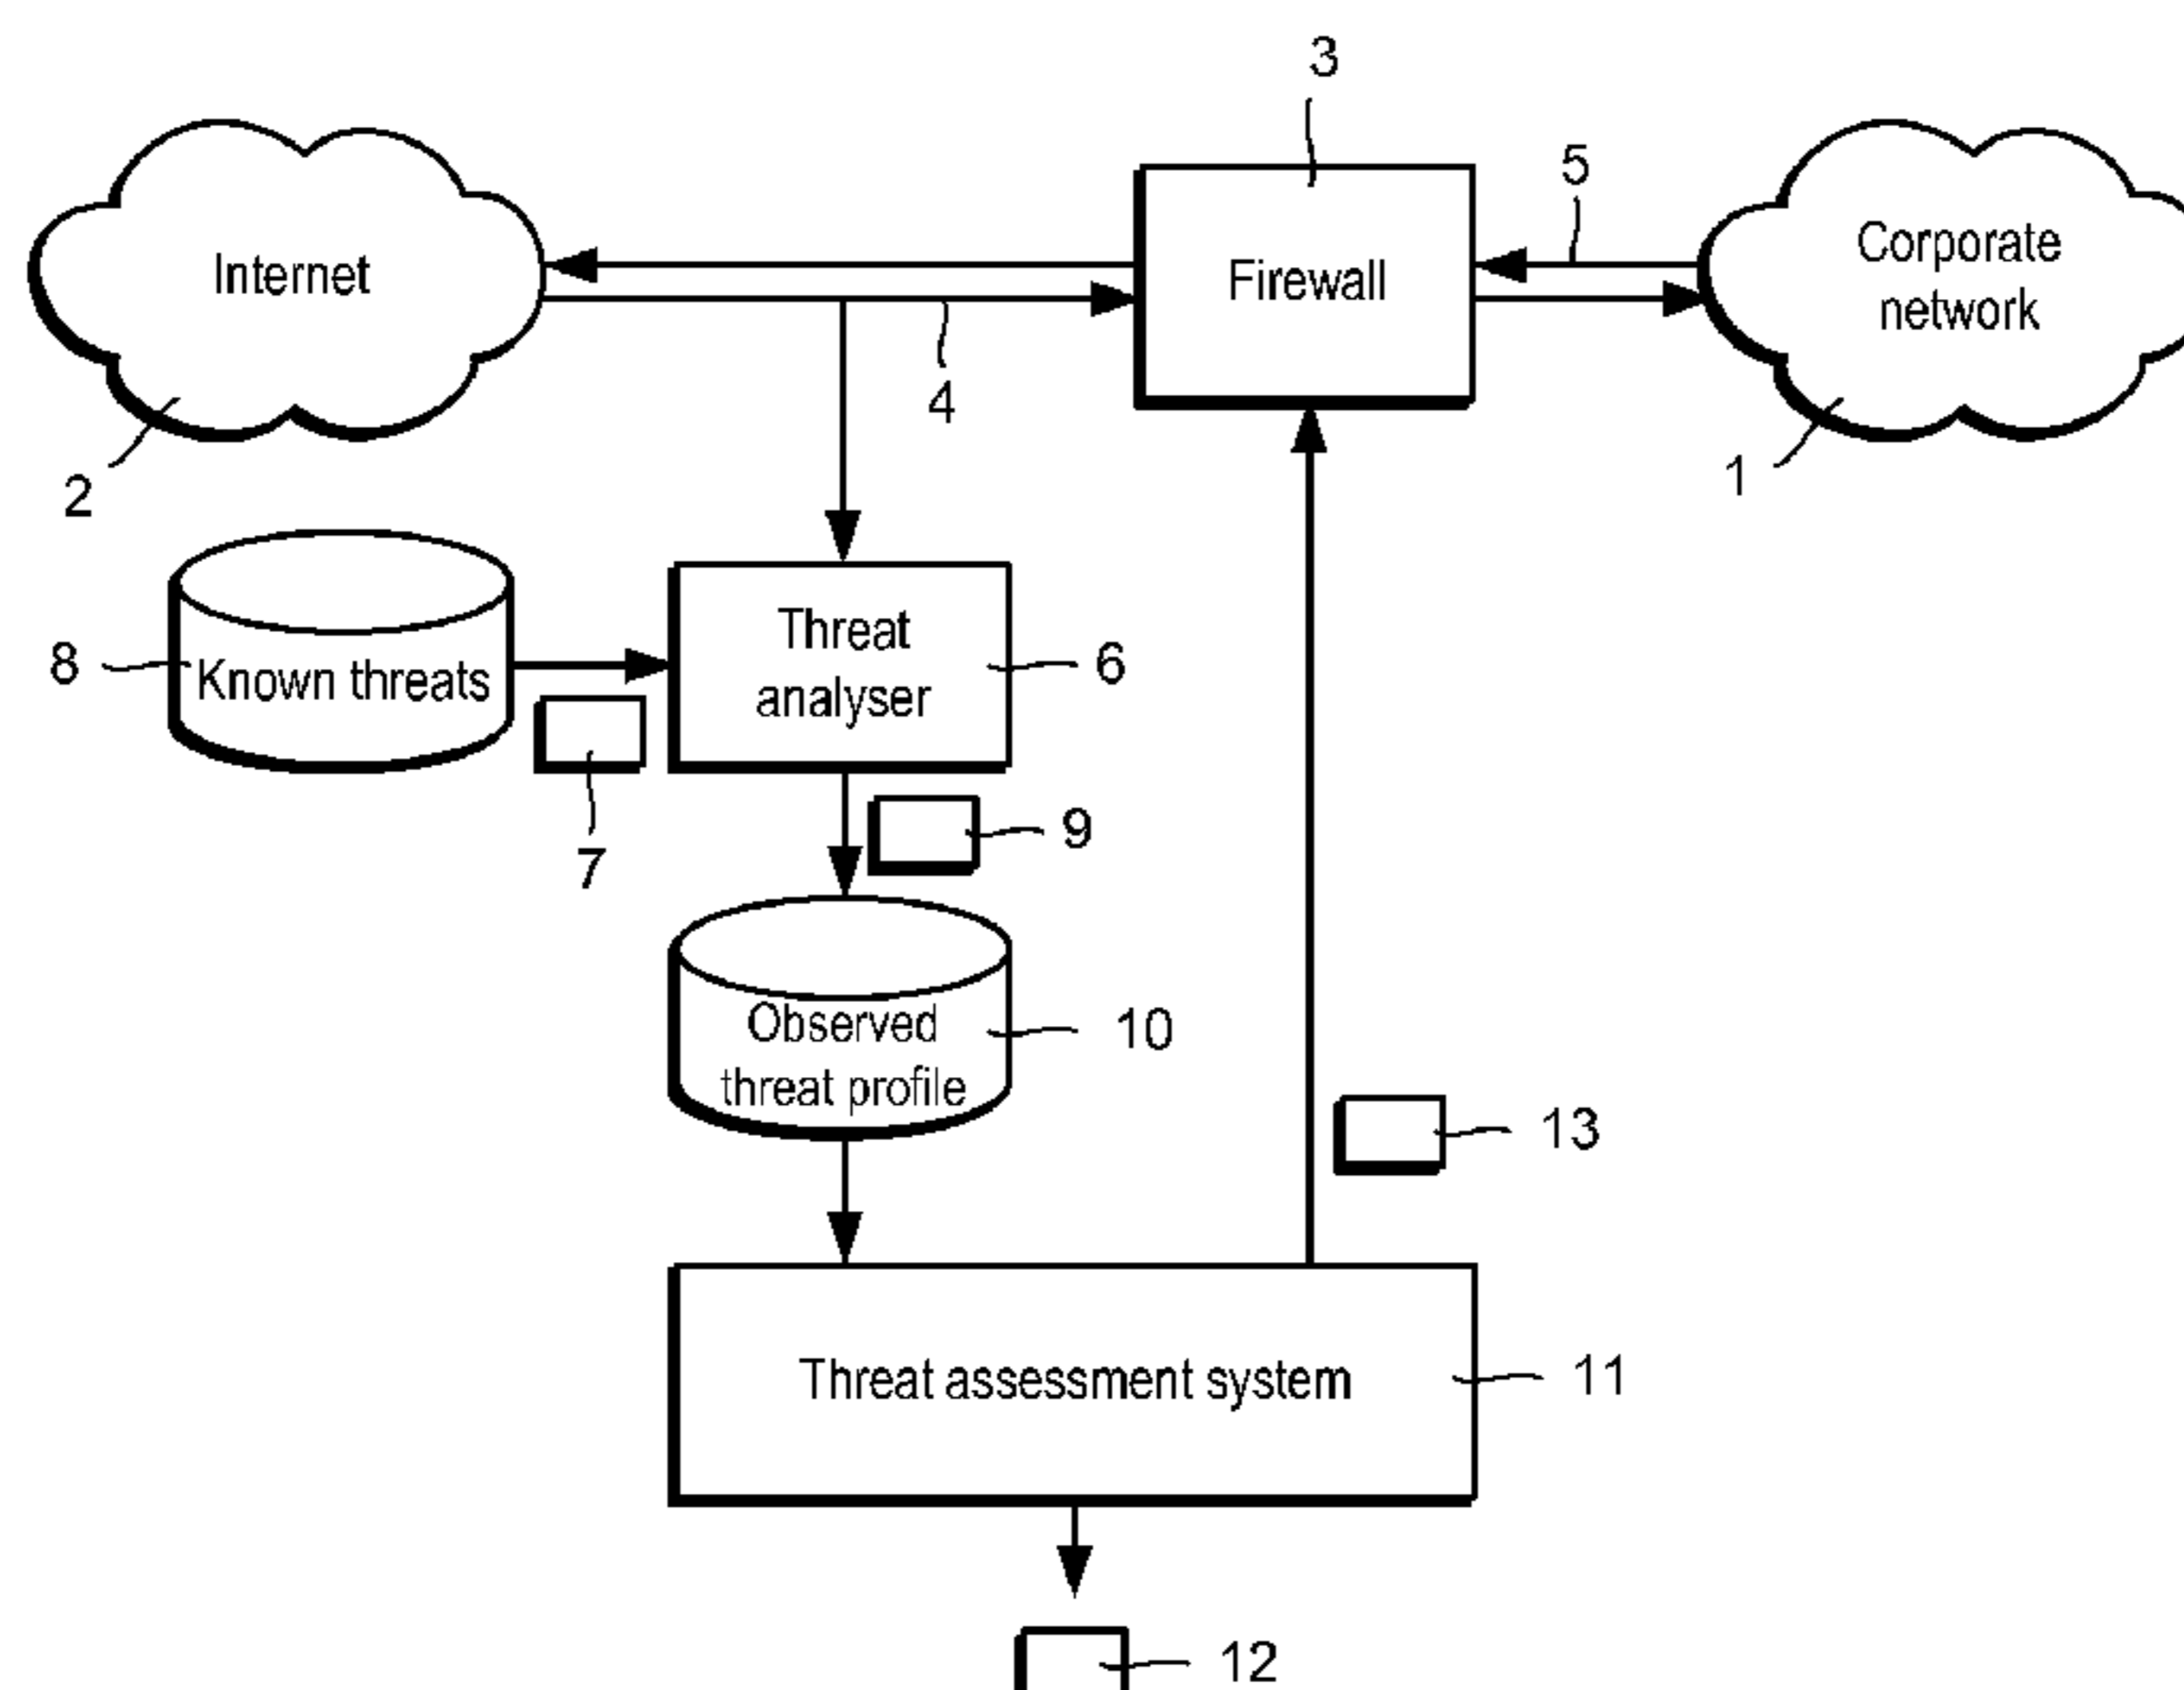 3
5
Internet
Firewall
Corporate
network
4
2
1
Known threats
8
Threat
analyser
6
7
9
Observed
threat profile
10
13
Threat assessment system
11
12